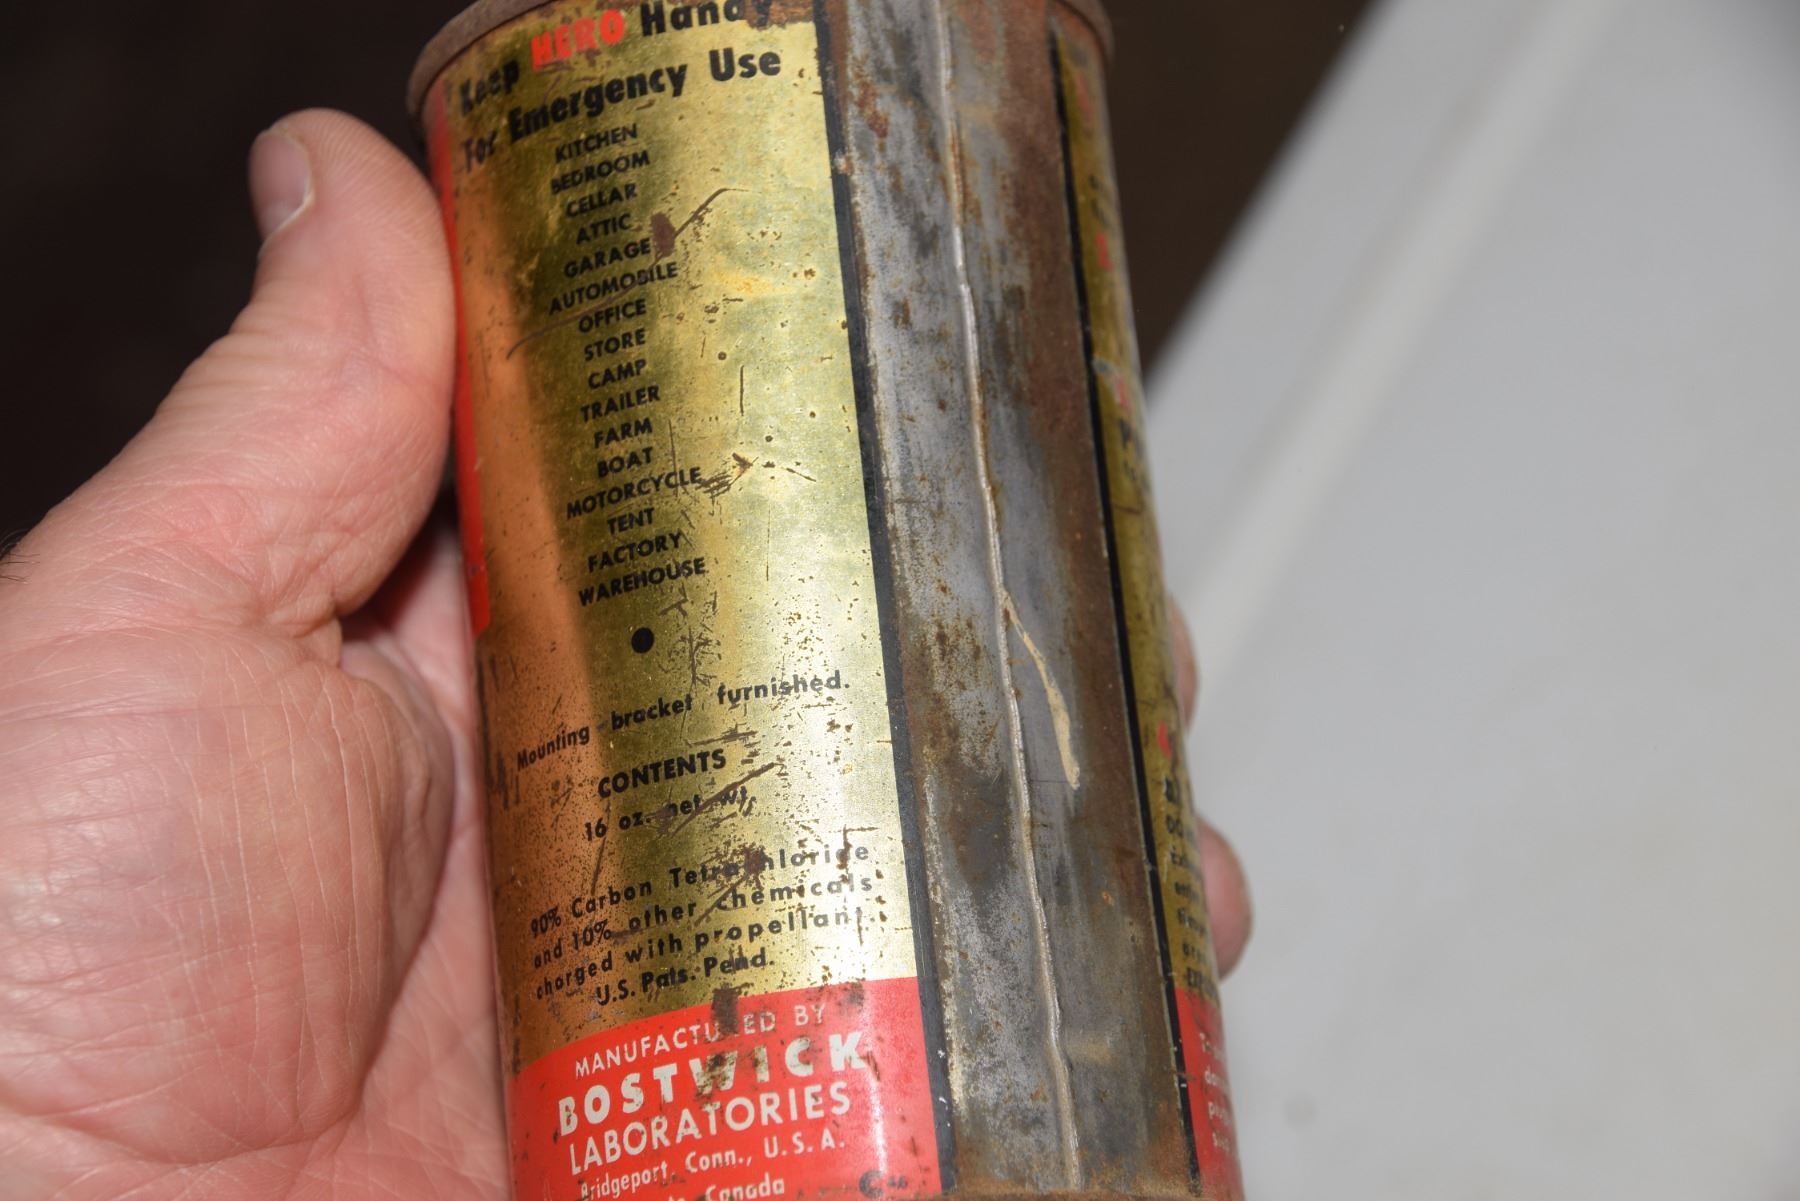 Keep HERO Handy
For Emergency Use
KITCHEN
BEDROOM
CELLAR
ATTIC
GARAGE
AUTOMOBILE
OFFICE
STORE
CAMP
TRAILER
FARM
BOAT
MOTORCYCLE
TENT
FACTORY
WAREHOUSE
Mounting bracket furnished.
CONTENTS
16 oz. net wt.
90% Carbon Tetrachloride
and 10% other chemicals
charged with propellant.
U.S. Pats. Pend.
MANUFACTURED BY
BOSTWICK
LABORATORIES
Bridgeport, Conn., U.S.A.
Canada